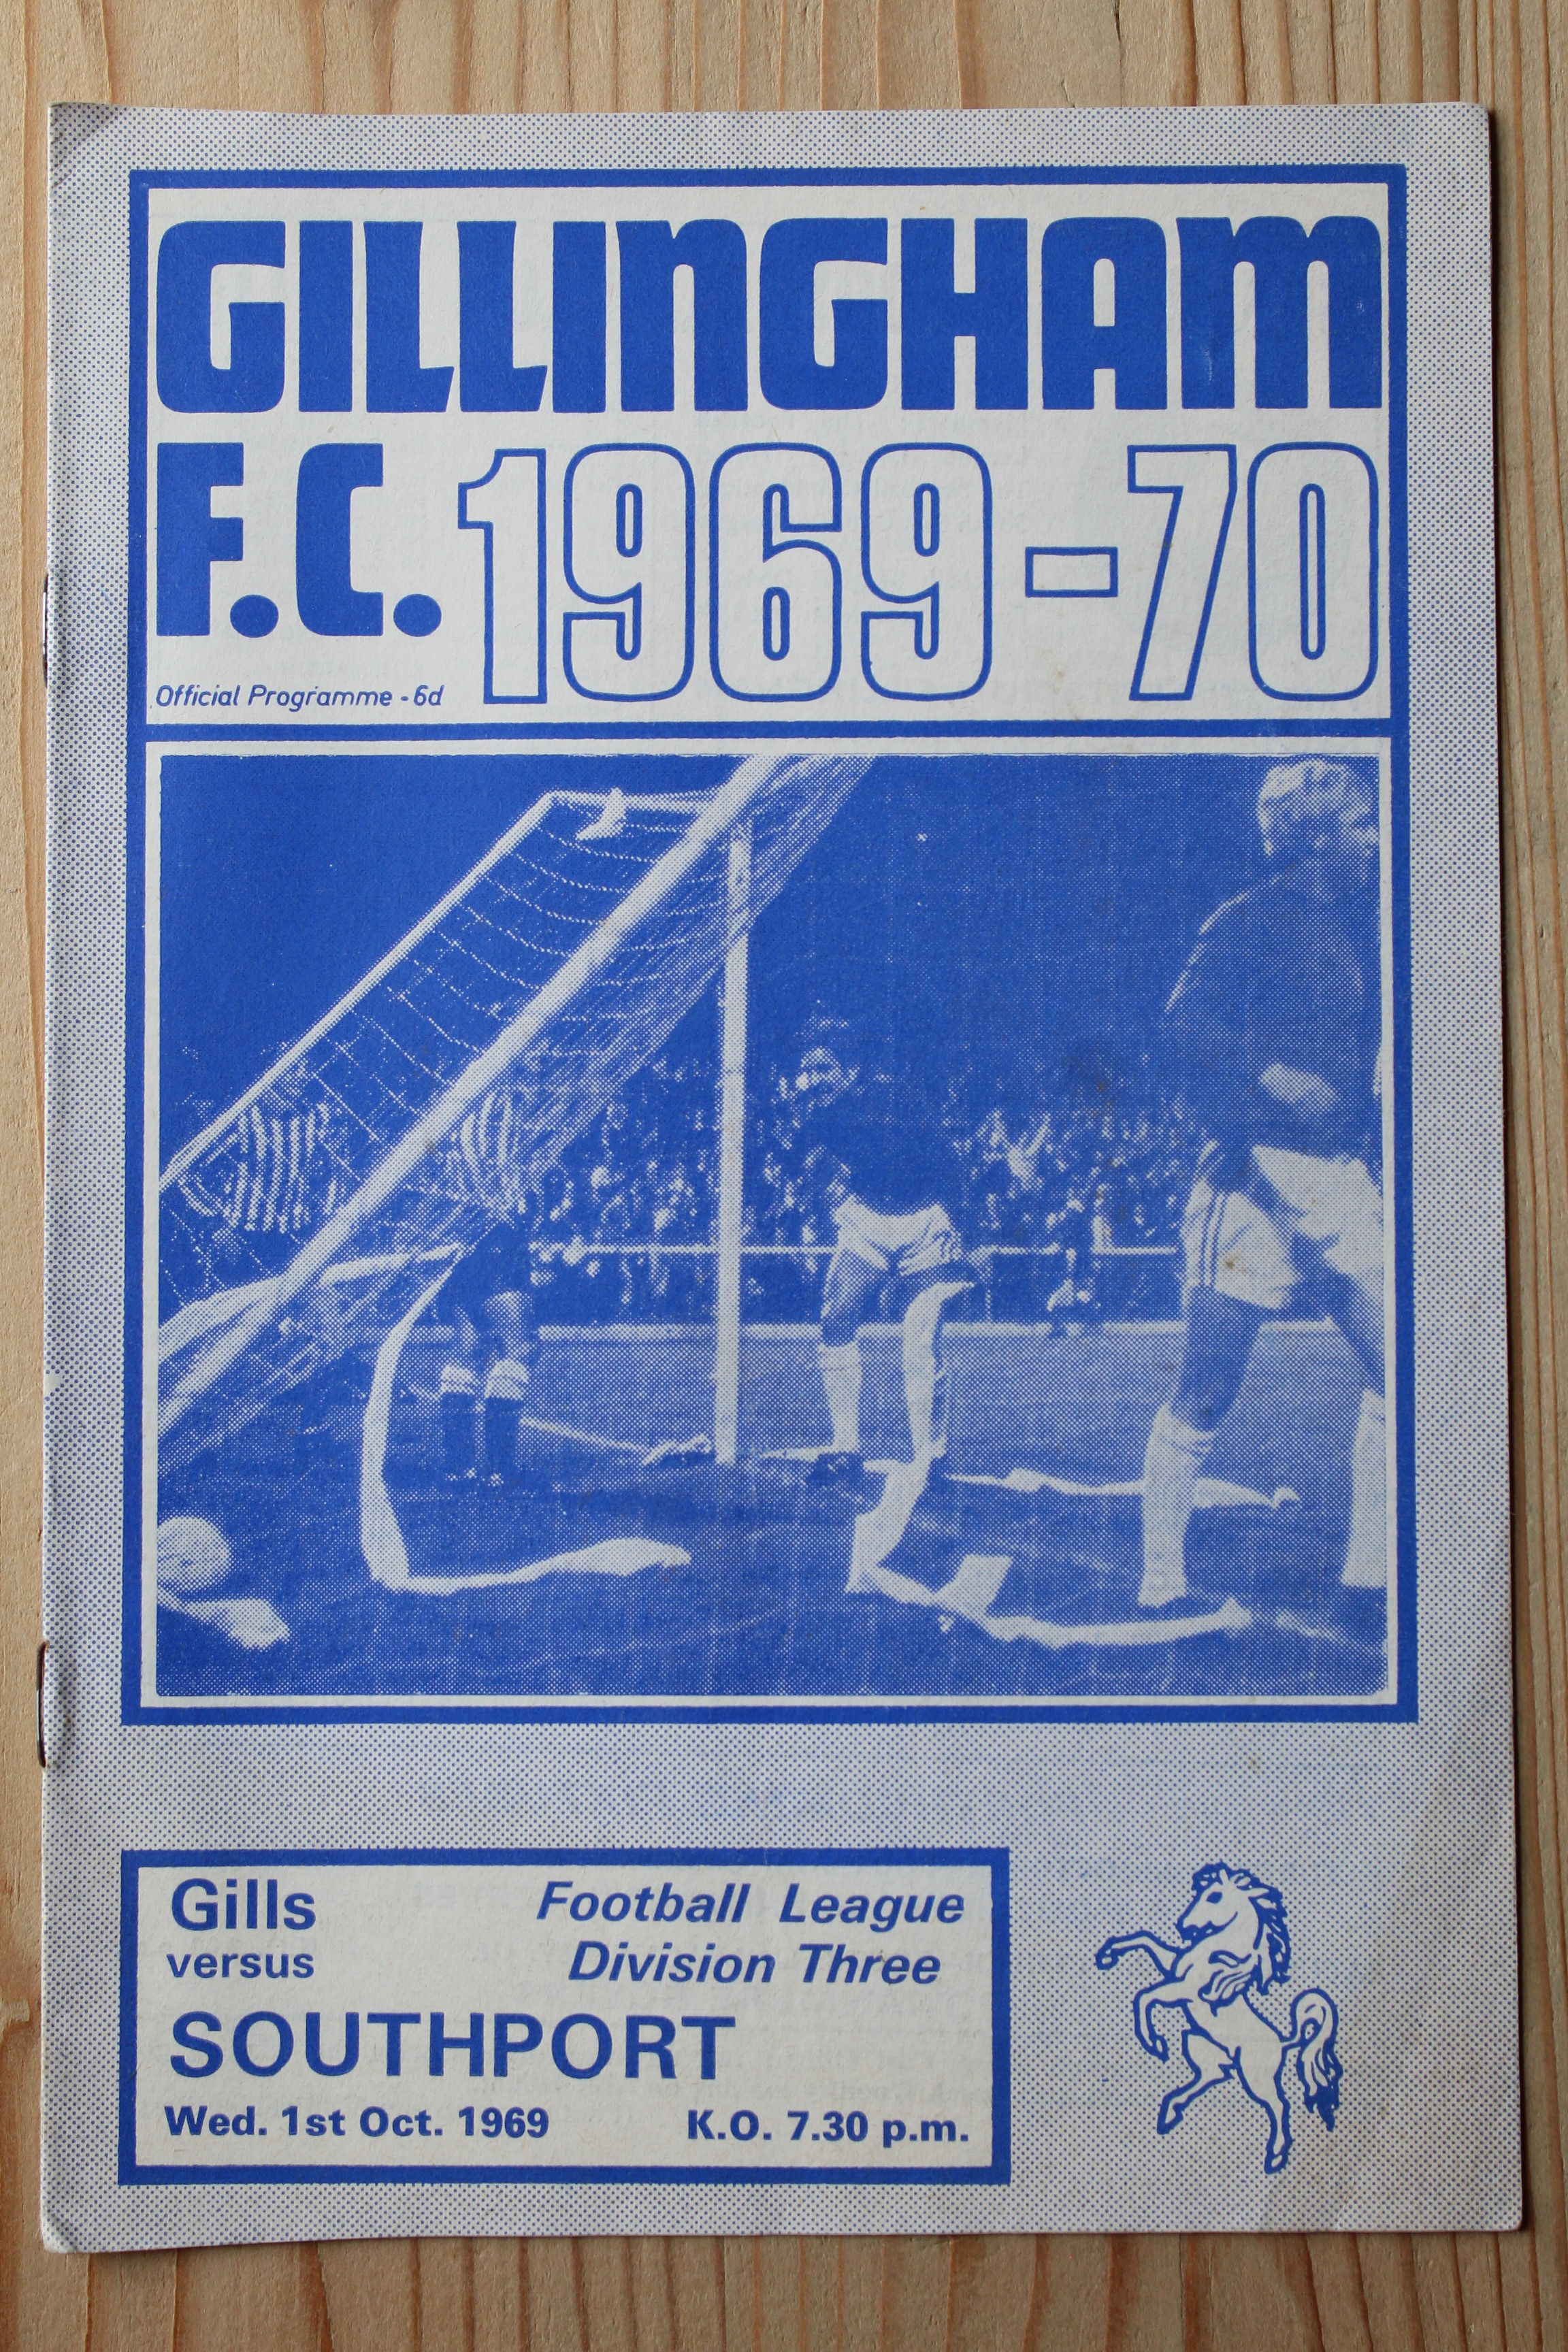 GILLINGHAM
F.C. 1969-70
Official Programme - 6d
Gills
versus
Football League
Division Three
SOUTHPORT
Wed. 1st Oct. 1969
K.O. 7.30 p.m.